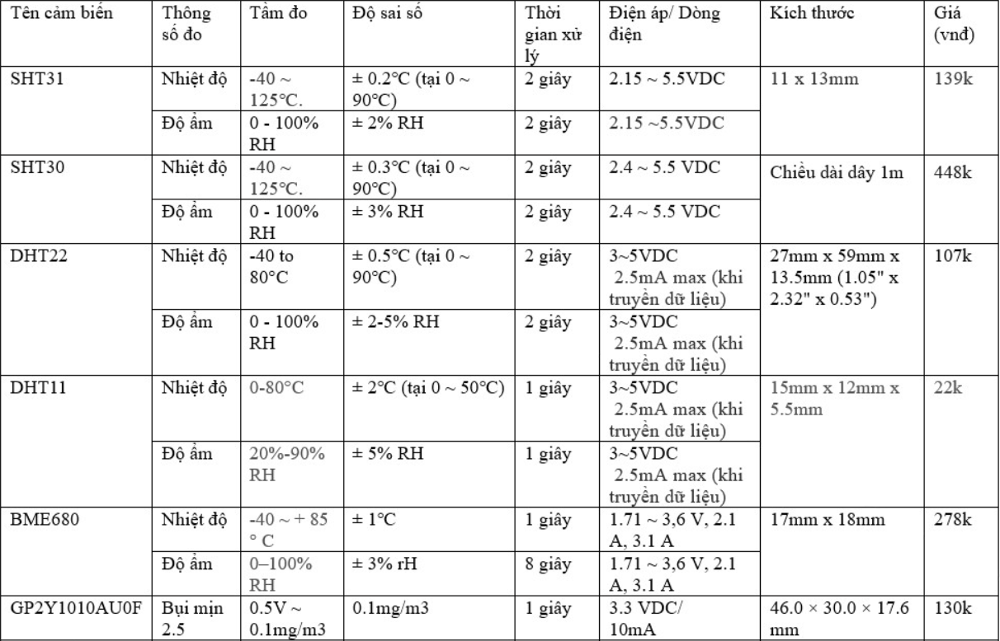 Tên cảm biến
Thông
số đo
Tầm đo
Độ sai số
Thời
gian xử
lý
Điện áp/ Dòng
điện
Kích thước
Giá
(vnđ)
SHT31
Nhiệt độ
-40 ~
125°C.
± 0.2°C (tại 0 ~
90°C)
2 giây
2.15 ~ 5.5VDC
11 x 13mm
139k
Độ ẩm
0 - 100%
RH
± 2% RH
2 giây
2.15 ~5.5VDC
SHT30
Nhiệt độ
-40 ~
125°C.
± 0.3°C (tại 0 ~
90°C)
2 giây
2.4 ~ 5.5 VDC
Chiều dài dây 1m
448k
Độ ẩm
0 - 100%
RH
± 3% RH
2 giây
2.4 ~ 5.5 VDC
DHT22
Nhiệt độ
-40 to
80°C
± 0.5°C (tại 0 ~
90°C)
2 giây
3~5VDC
2.5mA max (khi
truyền dữ liệu)
27mm x 59mm x
13.5mm (1.05" x
2.32" x 0.53")
107k
Độ ẩm
0 - 100%
RH
± 2-5% RH
2 giây
3~5VDC
2.5mA max (khi
truyền dữ liệu)
DHT11
Nhiệt độ
0-80°C
± 2°C (tại 0 ~ 50°C)
1 giây
3~5VDC
2.5mA max (khi
truyền dữ liệu)
15mm x 12mm x
5.5mm
22k
Độ ẩm
20%-90%
RH
± 5% RH
1 giây
3~5VDC
2.5mA max (khi
truyền dữ liệu)
BME680
Nhiệt độ
-40 ~ + 85
° C
± 1°C
1 giây
1.71 ~ 3,6 V, 2.1
A, 3.1 A
17mm x 18mm
278k
Độ ẩm
0–100%
RH
± 3% rH
8 giây
1.71 ~ 3,6 V, 2.1
A, 3.1 A
GP2Y1010AU0F
Bụi mịn
2.5
0.5V ~
0.1mg/m3
0.1mg/m3
1 giây
3.3 VDC/
10mA
46.0 × 30.0 × 17.6
mm
130k